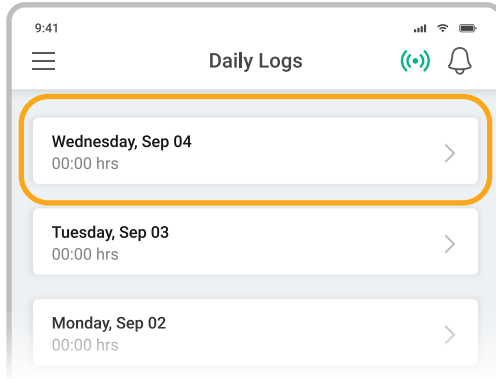 9:41
Daily Logs
Wednesday, Sep 04
00:00 hrs
Tuesday, Sep 03
00:00 hrs
Monday, Sep 02
00:00 hrs